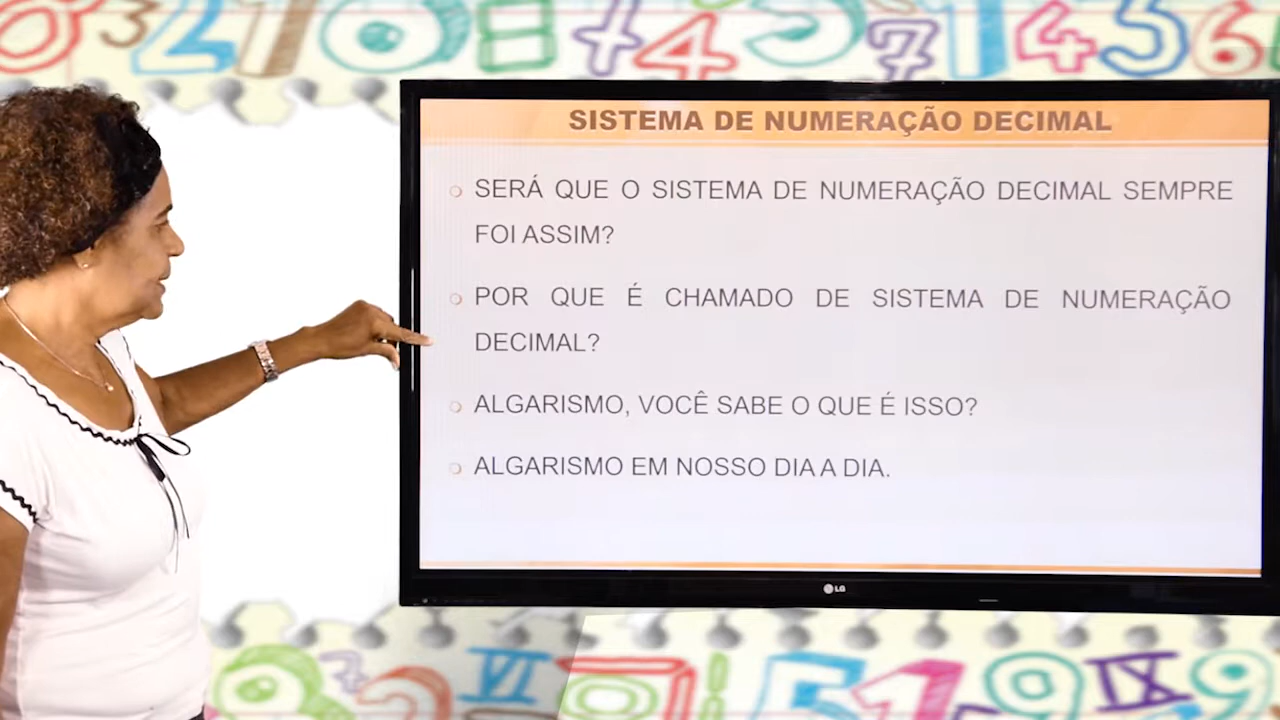 SISTEMA DE NUMERAÇÃO DECIMAL
SERÁ QUE O SISTEMA DE NUMERAÇÃO DECIMAL SEMPRE
FOI ASSIM?
POR QUE É CHAMADO DE SISTEMA DE NUMERAÇÃO
DECIMAL?
ALGARISMO, VOCÊ SABE O QUE É ISSO?
ALGARISMO EM NOSSO DIA A DIA.
LG